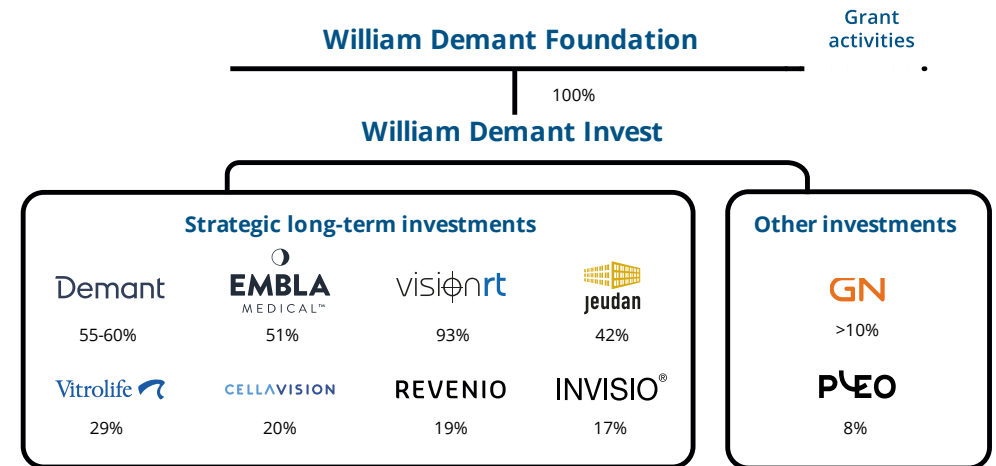 Grant
activities
William Demant Foundation
100%
William Demant Invest
Strategic long-term investments
Demant
55-60%
EMBLA
MEDICAL™
51%
visionrt
93%
jeudan
42%
Vitrolife
29%
CELLAVISION
20%
REVENIO
19%
INVISIO®
17%
Other investments
GN
>10%
PLEO
8%